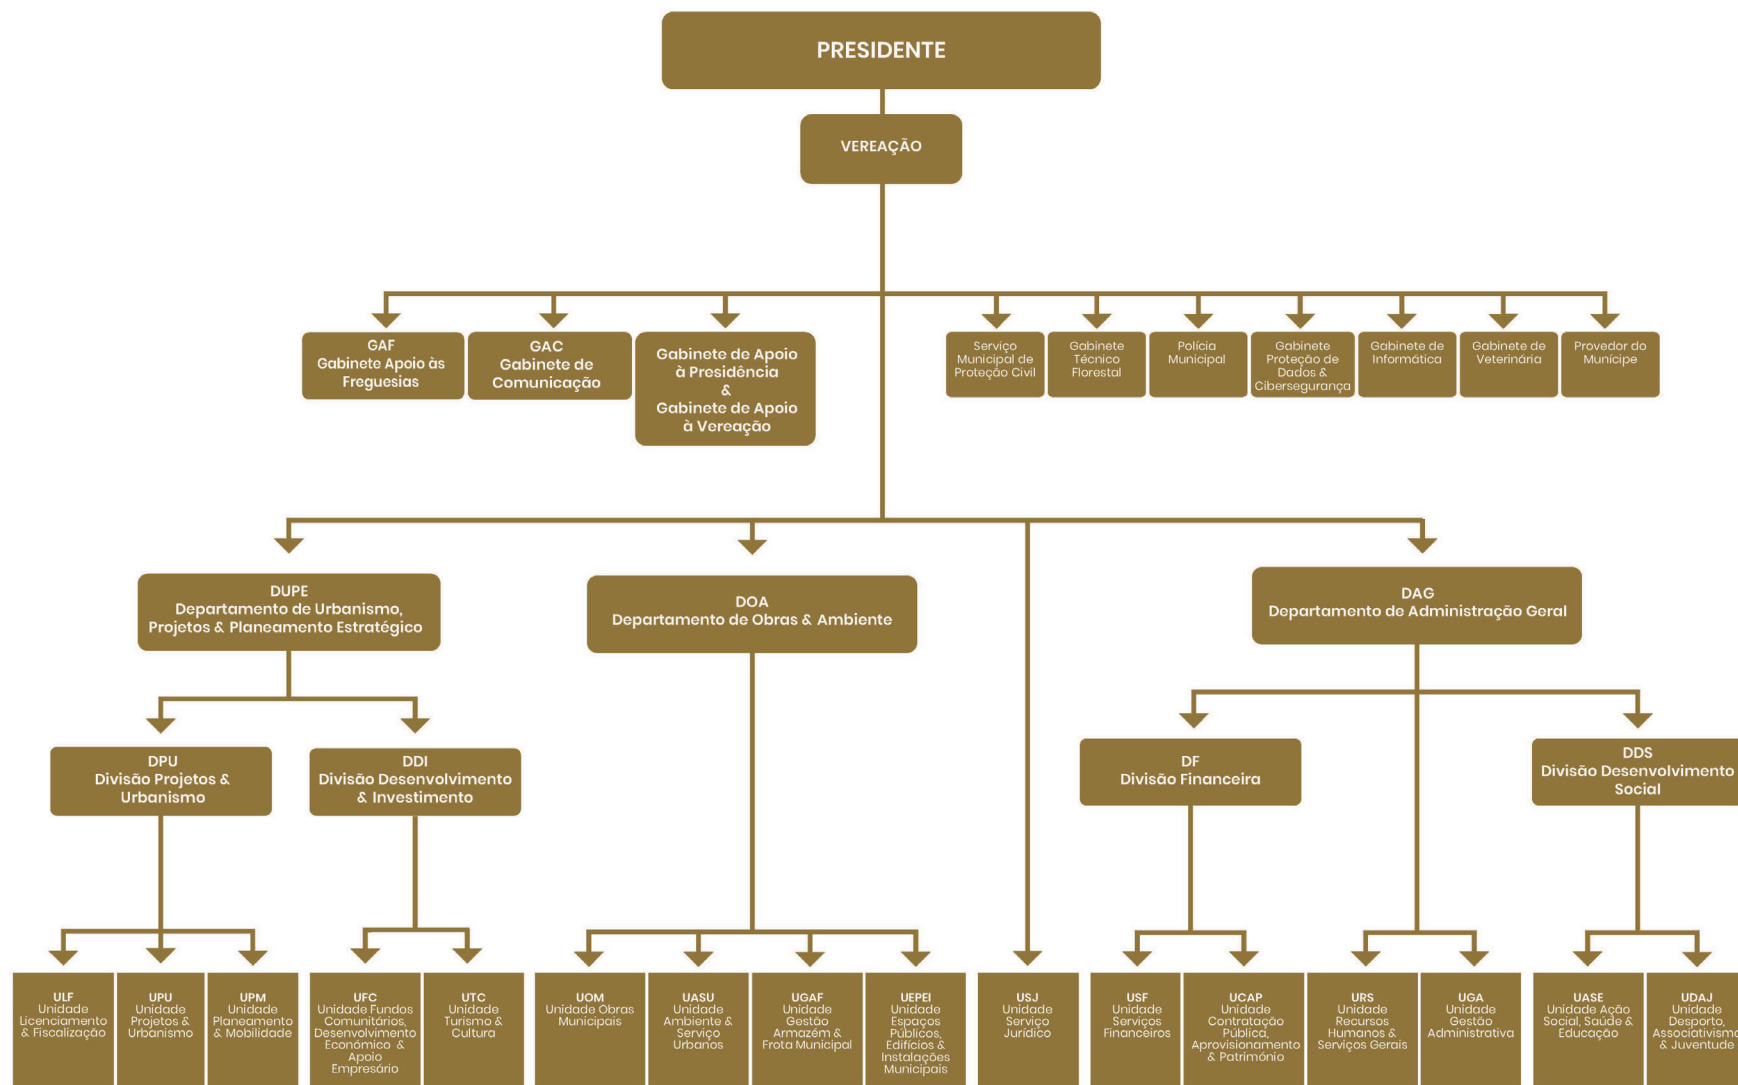 PRESIDENTE
VEREAÇÃO
GAF
Gabinete Apoio às
Freguesias
GAC
Gabinete de
Comunicação
Gabinete de Apoio
à Presidência
&
Gabinete de Apoio
à Vereação
Serviço
Municipal de
Proteção Civil
Gabinete
Técnico
Florestal
Polícia
Municipal
Gabinete
Proteção de
Dados &
Cibersegurança
Gabinete de
Informática
Gabinete de
Veterinária
Provedor do
Munícipe
DUPE
Departamento de Urbanismo,
Projetos & Planeamento Estratégico
DOA
Departamento de Obras & Ambiente
DAG
Departamento de Administração Geral
DPU
Divisão Projetos &
Urbanismo
DDI
Divisão Desenvolvimento
& Investimento
DF
Divisão Financeira
DDS
Divisão Desenvolvimento
Social
ULF
Unidade
Licenciamento
& Fiscalização
UPU
Unidade
Projetos &
Urbanismo
UPM
Unidade
Planeamento
& Mobilidade
UFC
Unidade Fundos
Comunitários,
Desenvolvimento
Económico &
Apoio
Empresário
UTC
Unidade
Turismo &
Cultura
UOM
Unidade Obras
Municipais
UASU
Unidade
Ambiente &
Serviço
Urbanos
UGAF
Unidade
Gestão
Armazém &
Frota Municipal
UEPEI
Unidade
Espaços
Públicos,
Edifícios &
Instalações
Municipais
USJ
Unidade
Serviço
Jurídico
USF
Unidade
Serviços
Financeiros
UCAP
Unidade
Contratação
Pública,
Aprovisionamento
& Património
URS
Unidade
Recursos
Humanos &
Serviços Gerais
UGA
Unidade
Gestão
Administrativa
UASE
Unidade Ação
Social, Saúde &
Educação
UDAJ
Unidade
Desporto,
Associativismo
& Juventude